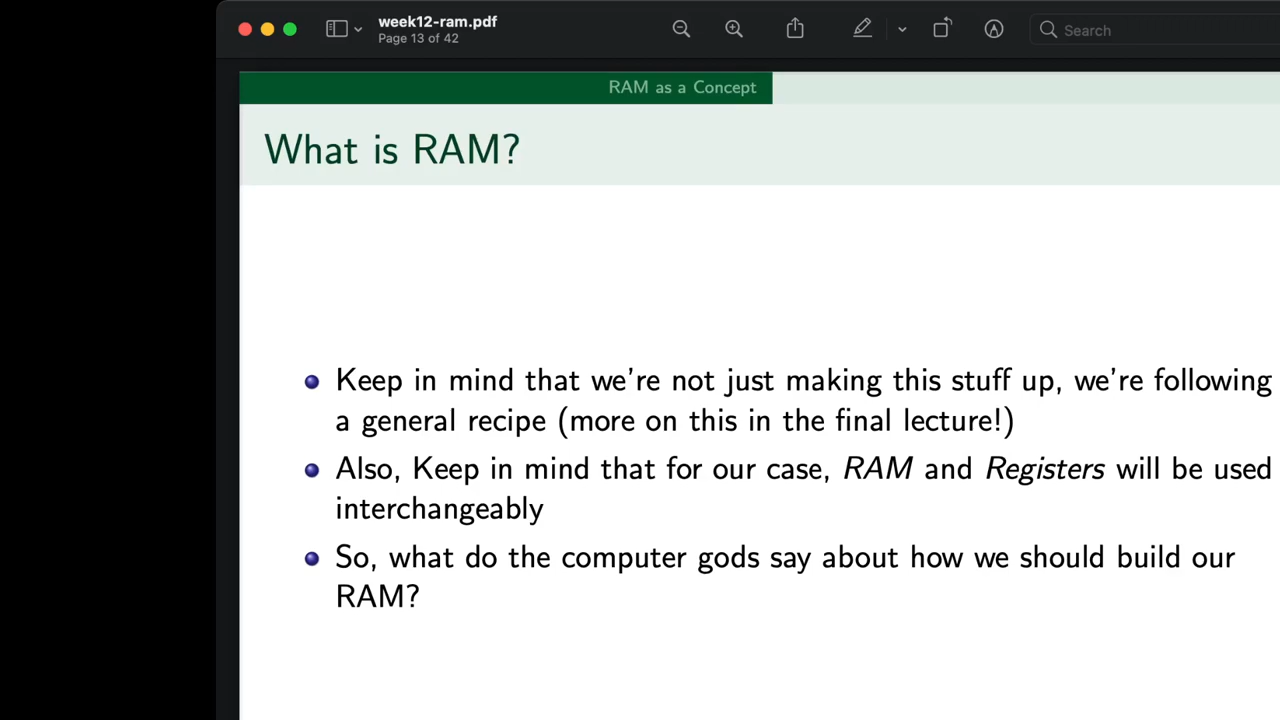 week12-ram.pdf
Page 13 of 42
Search
RAM as a Concept
What is RAM?
Keep in mind that we're not just making this stuff up, we're following
a general recipe (more on this in the final lecture!)
Also, Keep in mind that for our case, RAM and Registers will be used
interchangeably
So, what do the computer gods say about how we should build our
RAM?